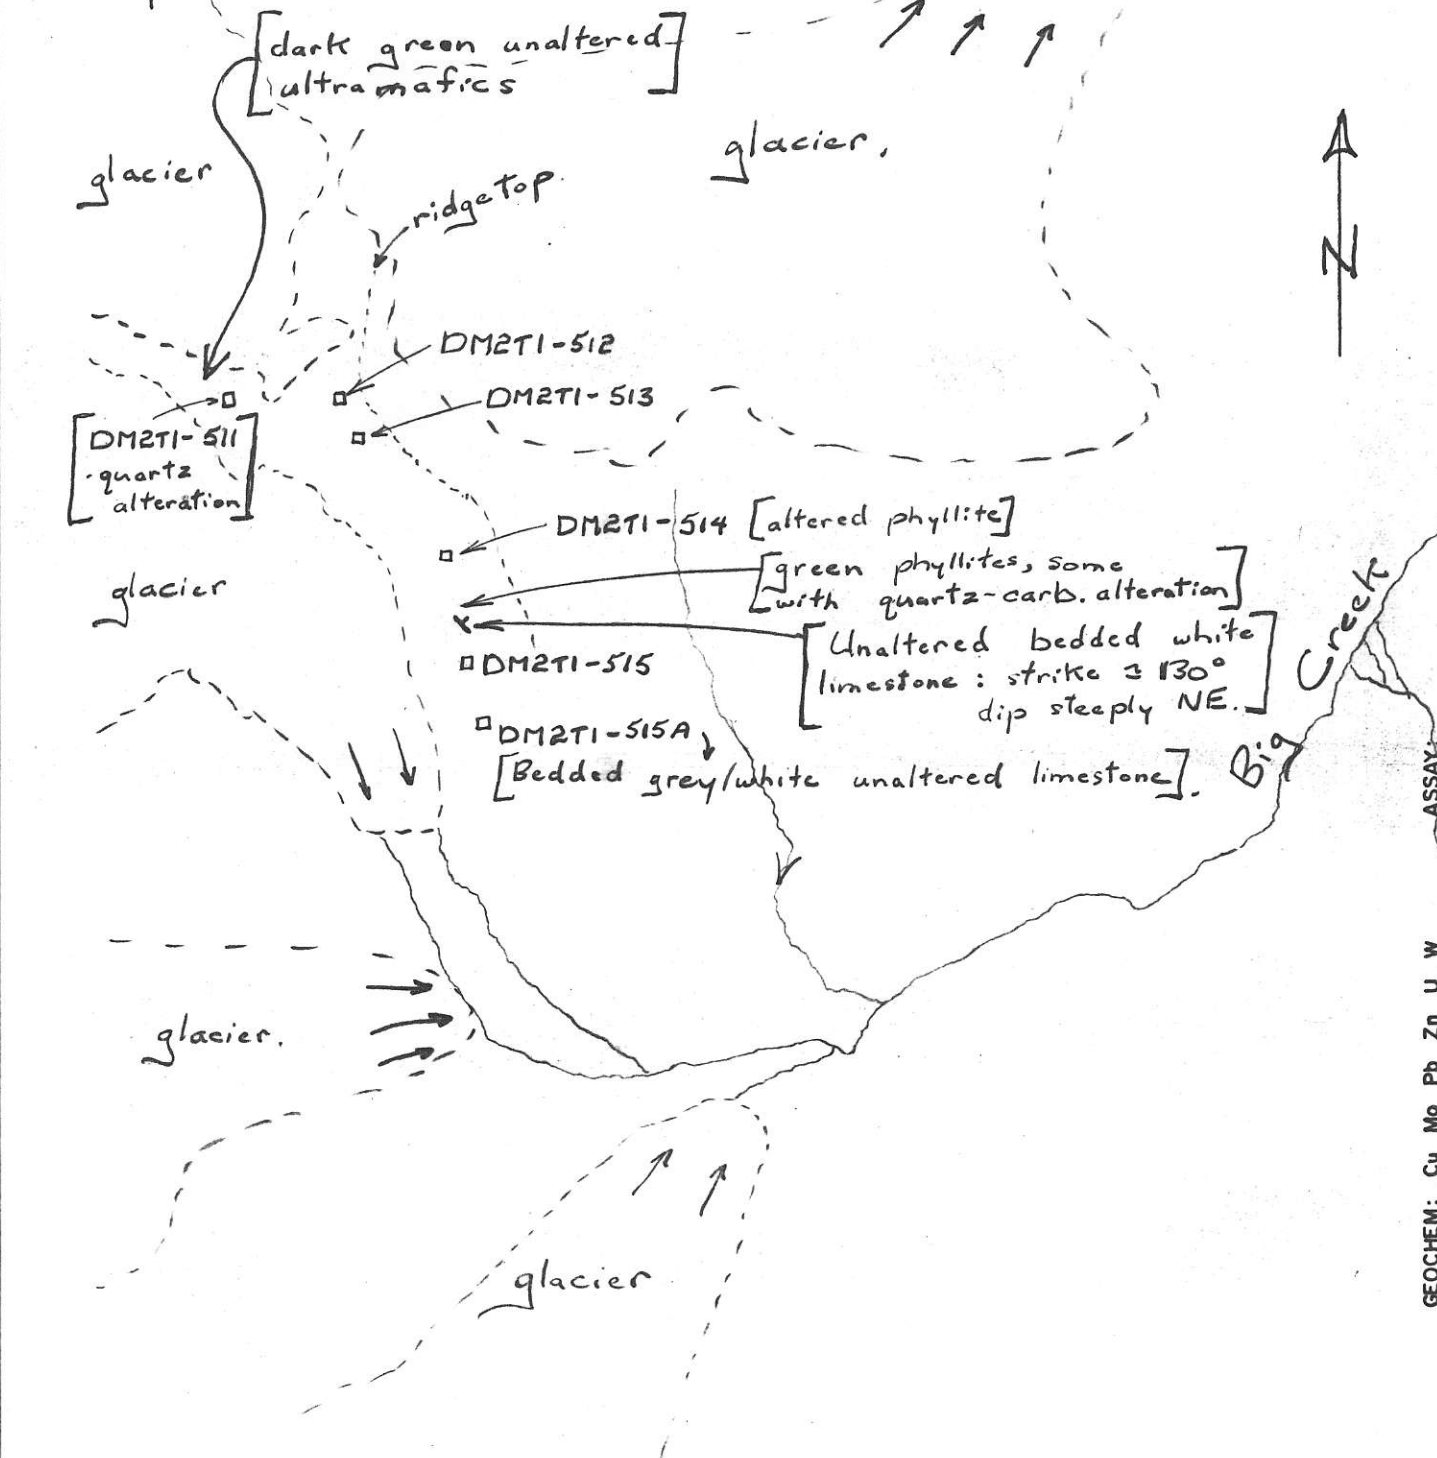 [dark green unaltered]
ultramafics
glacier
glacier.
ridgetop.
N
DM2T1-512
DM2T1-513
[DM2T1-511
-quartz
alteration]
DM2T1-514 [altered phyllite]
[green phyllites, some
with quartz-carb. alteration]
glacier
[Unaltered bedded white
limestone : strike ≈ 130°
dip steeply NE.]
DM2T1-515
DM2T1-515A
[Bedded grey/white unaltered limestone].
Big Creek
glacier.
glacier
GEOCHEM: Cu Mo Pb Zn U W ASSAY